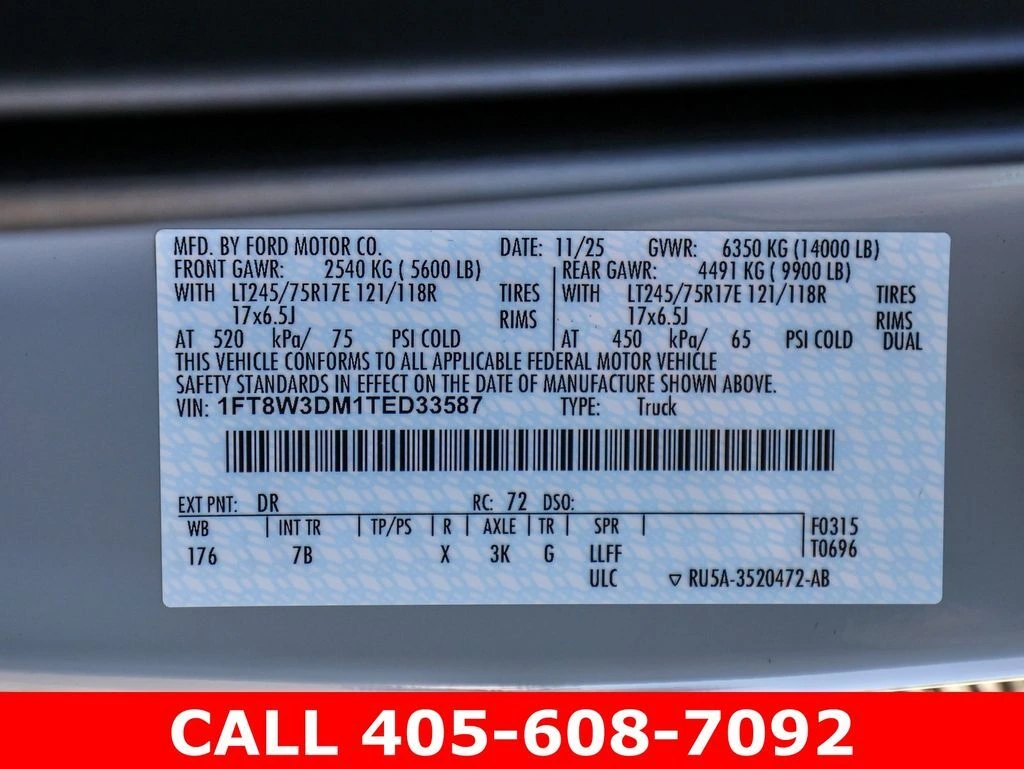 MFD. BY FORD MOTOR CO. DATE: 11/25 GVWR: 6350 KG (14000 LB)
FRONT GAWR: 2540 KG ( 5600 LB) REAR GAWR: 4491 KG ( 9900 LB)
WITH LT245/75R17E 121/118R TIRES WITH LT245/75R17E 121/118R TIRES
17x6.5J RIMS 17x6.5J RIMS
AT 520 kPa/ 75 PSI COLD AT 450 kPa/ 65 PSI COLD DUAL
THIS VEHICLE CONFORMS TO ALL APPLICABLE FEDERAL MOTOR VEHICLE
SAFETY STANDARDS IN EFFECT ON THE DATE OF MANUFACTURE SHOWN ABOVE.
VIN: 1FT8W3DM1TED33587 TYPE: Truck
EXT PNT: DR RC: 72 DSO:
WB INT TR TP/PS R AXLE TR SPR F0315
176 7B X 3K G LLFF T0696
ULC ▽ RU5A-3520472-AB
CALL 405-608-7092